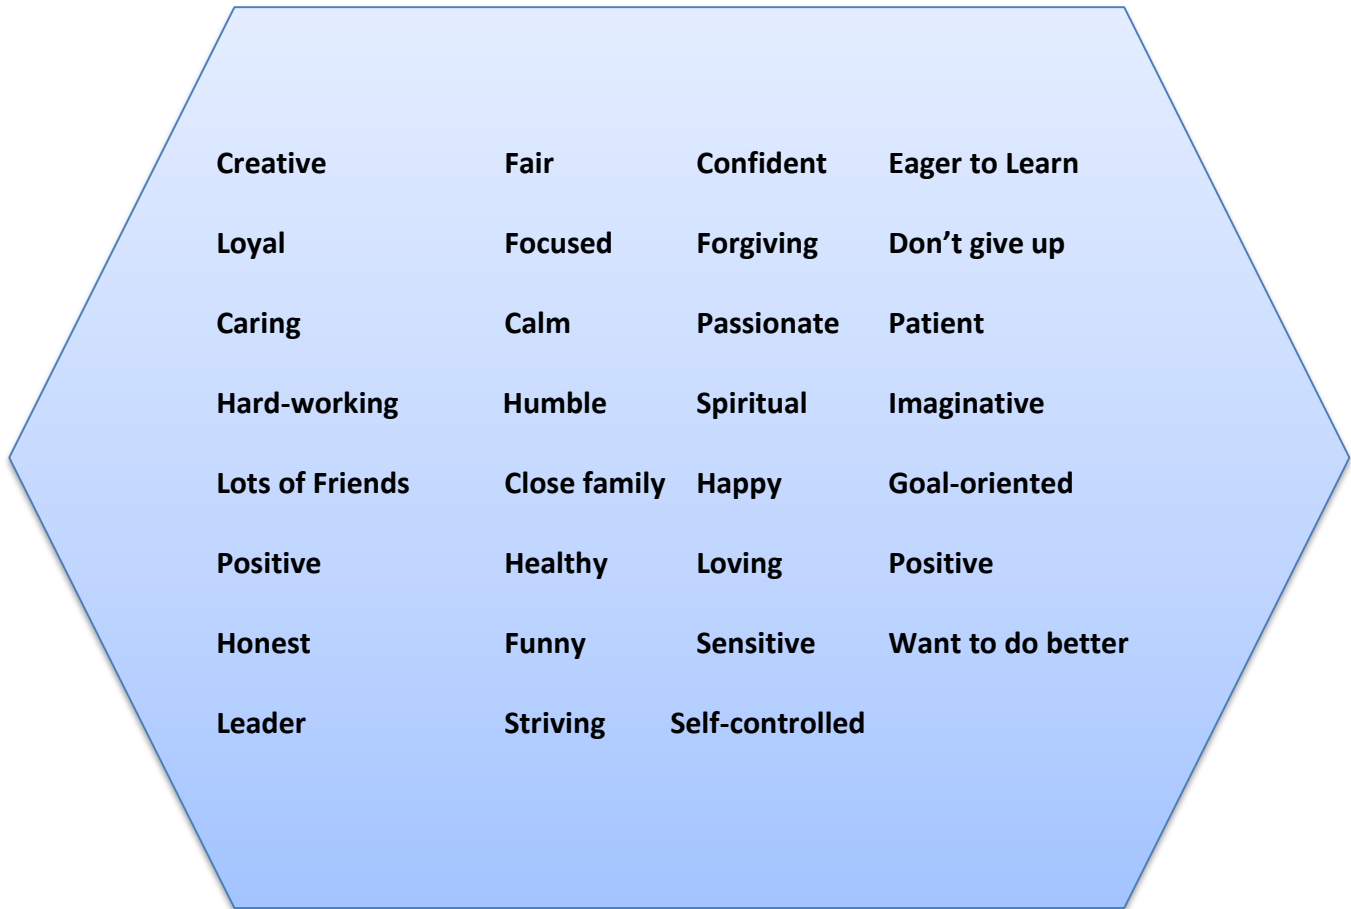 Creative Fair Confident Eager to Learn
Loyal Focused Forgiving Don’t give up
Caring Calm Passionate Patient
Hard-working Humble Spiritual Imaginative
Lots of Friends Close family Happy Goal-oriented
Positive Healthy Loving Positive
Honest Funny Sensitive Want to do better
Leader Striving Self-controlled